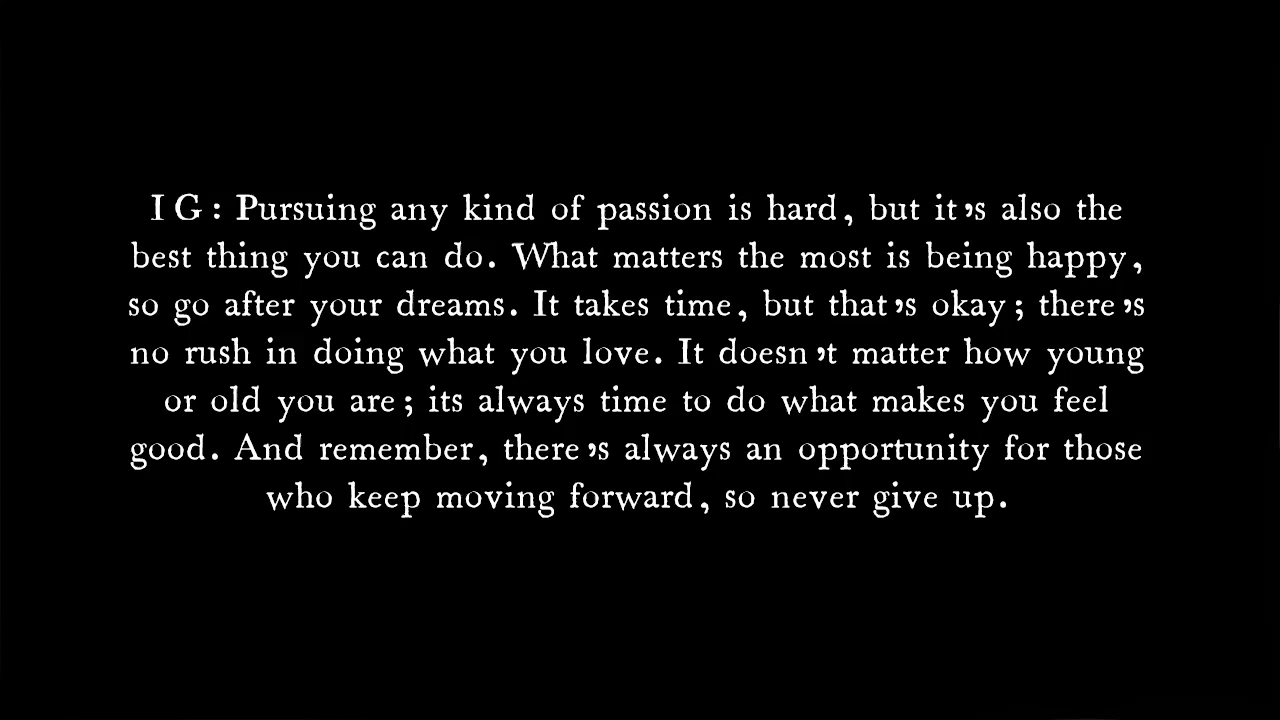 I G : Pursuing any kind of passion is hard, but it's also the
best thing you can do. What matters the most is being happy,
so go after your dreams. It takes time, but that's okay; there's
no rush in doing what you love. It doesn't matter how young
or old you are; its always time to do what makes you feel
good. And remember, there's always an opportunity for those
who keep moving forward, so never give up.